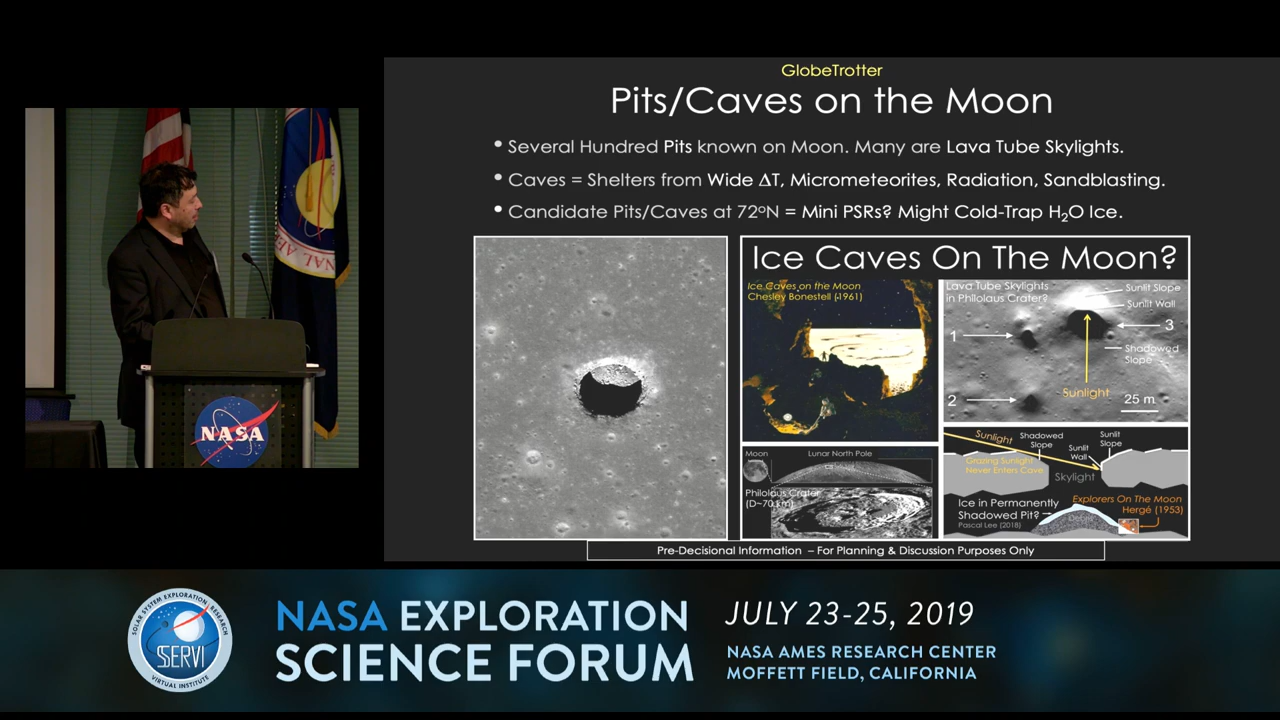 GlobeTrotter
Pits/Caves on the Moon
• Several Hundred Pits known on Moon. Many are Lava Tube Skylights.
• Caves = Shelters from Wide ΔT, Micrometeorites, Radiation, Sandblasting.
• Candidate Pits/Caves at 72ºN = Mini PSRs? Might Cold-Trap H₂O Ice.
Ice Caves On The Moon?
Ice Caves on the Moon
Chesley Bonestell (1961)
Lava Tube Skylights
in Philolaus Crater?
Sunlit Slope
Sunlit Wall
1
3
Shadowed
Slope
Sunlight
2
25 m
Moon
Lunar North Pole
Philolaus Crater
(D~70 km)
Sunlight
Shadowed
Slope
Sunlit
Wall
Sunlit
Slope
Grazing Sunlight
Never Enters Cave
Skylight
Ice in Permanently
Shadowed Pit?
Pascal Lee (2018)
Debris
Explorers On The Moon
Hergé (1953)
Pre-Decisional Information – For Planning & Discussion Purposes Only
NASA
SOLAR SYSTEM EXPLORATION RESEARCH
SSERVI
VIRTUAL INSTITUTE
NASA EXPLORATION
SCIENCE FORUM
JULY 23-25, 2019
NASA AMES RESEARCH CENTER
MOFFETT FIELD, CALIFORNIA